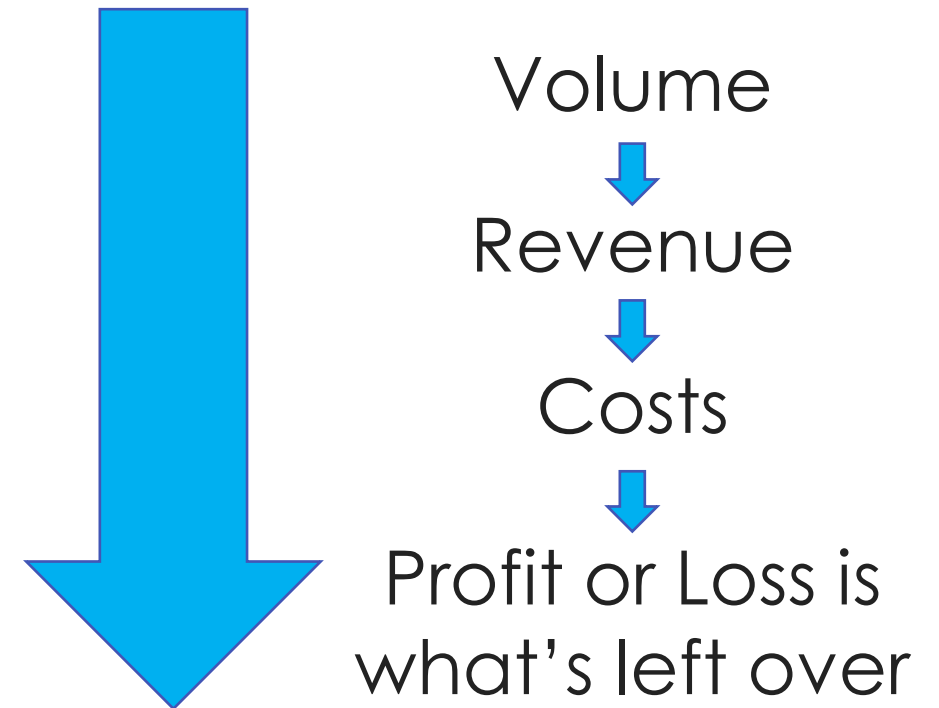 Volume
Revenue
Costs
Profit or Loss is
what’s left over